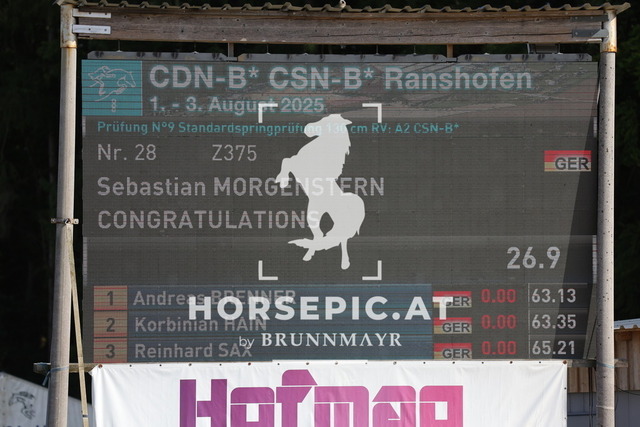 CDN-B* CSN-B* Ranshofen
1. - 3. August 2025
Prüfung N°9 Standardspringprüfung 130 cm RV: A2 CSN-B*
Nr. 28 Z375
GER
Sebastian MORGENSTERN
CONGRATULATIONS
26.9
1 Andreas BRENNER GER 0.00 63.13
HORSEPIC.AT
2 Korbinian HAIN GER 0.00 63.35
by BRUNNMAYR
3 Reinhard SAX GER 0.00 65.21